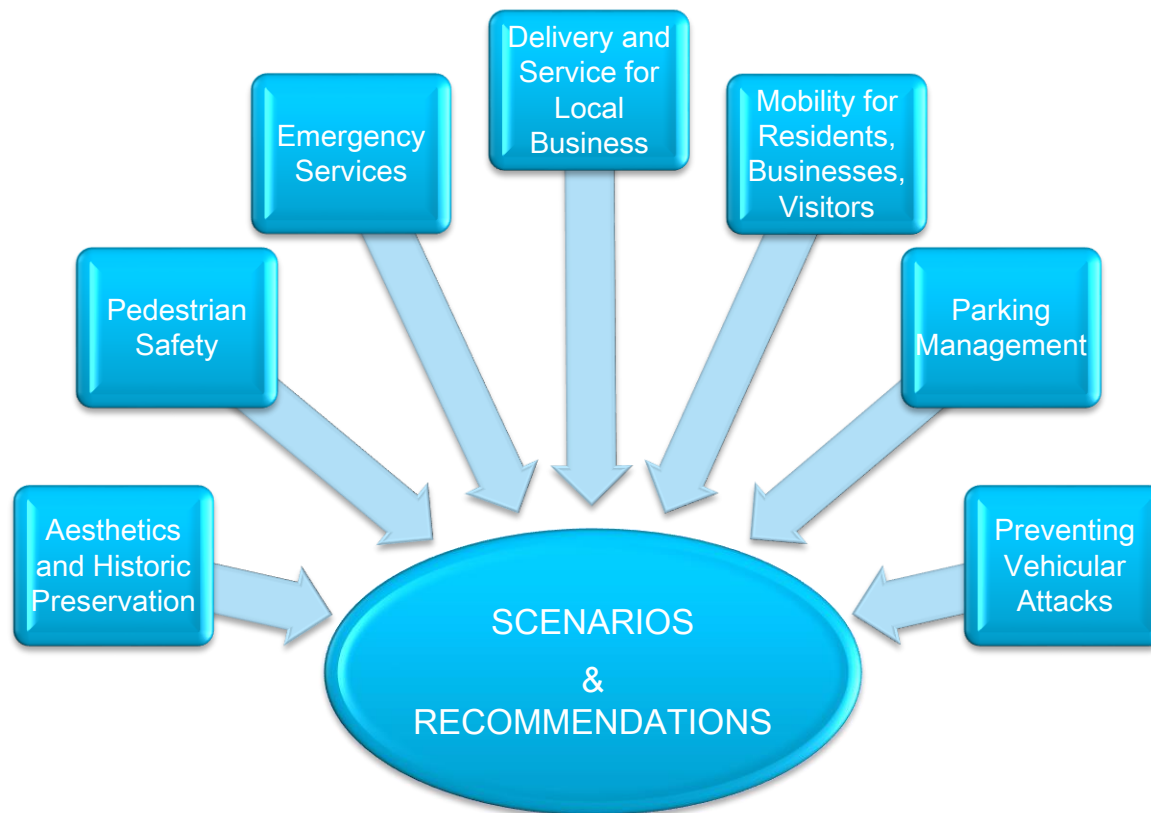 Aesthetics
and Historic
Preservation
Pedestrian
Safety
Emergency
Services
Delivery and
Service for
Local
Business
Mobility for
Residents,
Businesses,
Visitors
Parking
Management
Preventing
Vehicular
Attacks
SCENARIOS
&
RECOMMENDATIONS